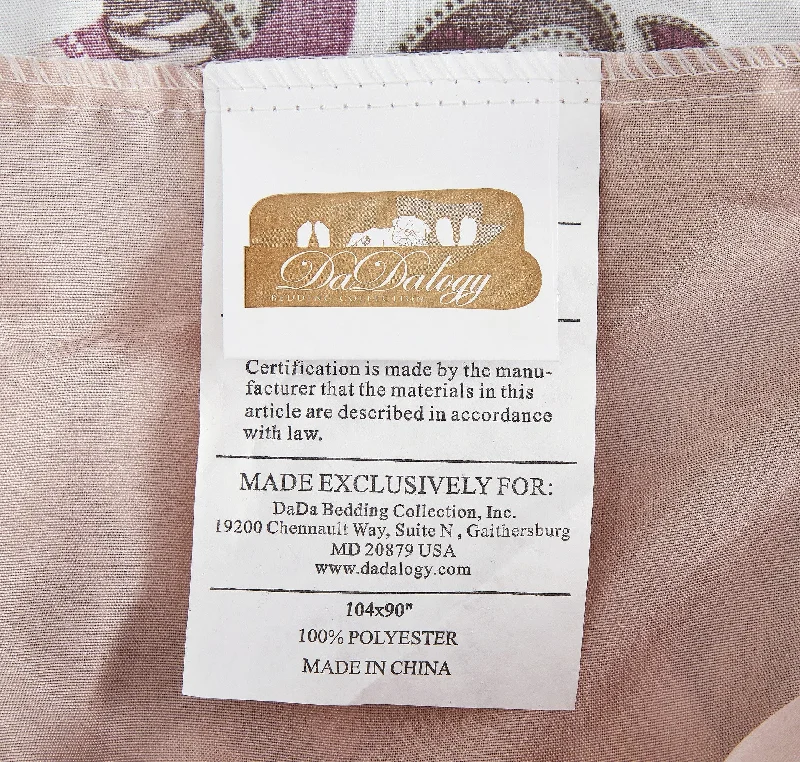 DaDalogy
BEDDING COLLECTION
Certification is made by the manu-
facturer that the materials in this
article are described in accordance
with law.
MADE EXCLUSIVELY FOR:
DaDa Bedding Collection, Inc.
19200 Chennault Way, Suite N , Gaithersburg
MD 20879 USA
www.dadalogy.com
104x90"
100% POLYESTER
MADE IN CHINA